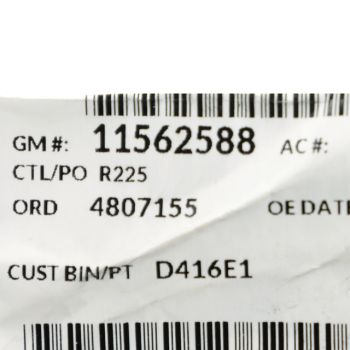 GM #: 11562588 AC #:
CTL/PO R225
ORD 4807155 OE DATE
CUST BIN/PT D416E1